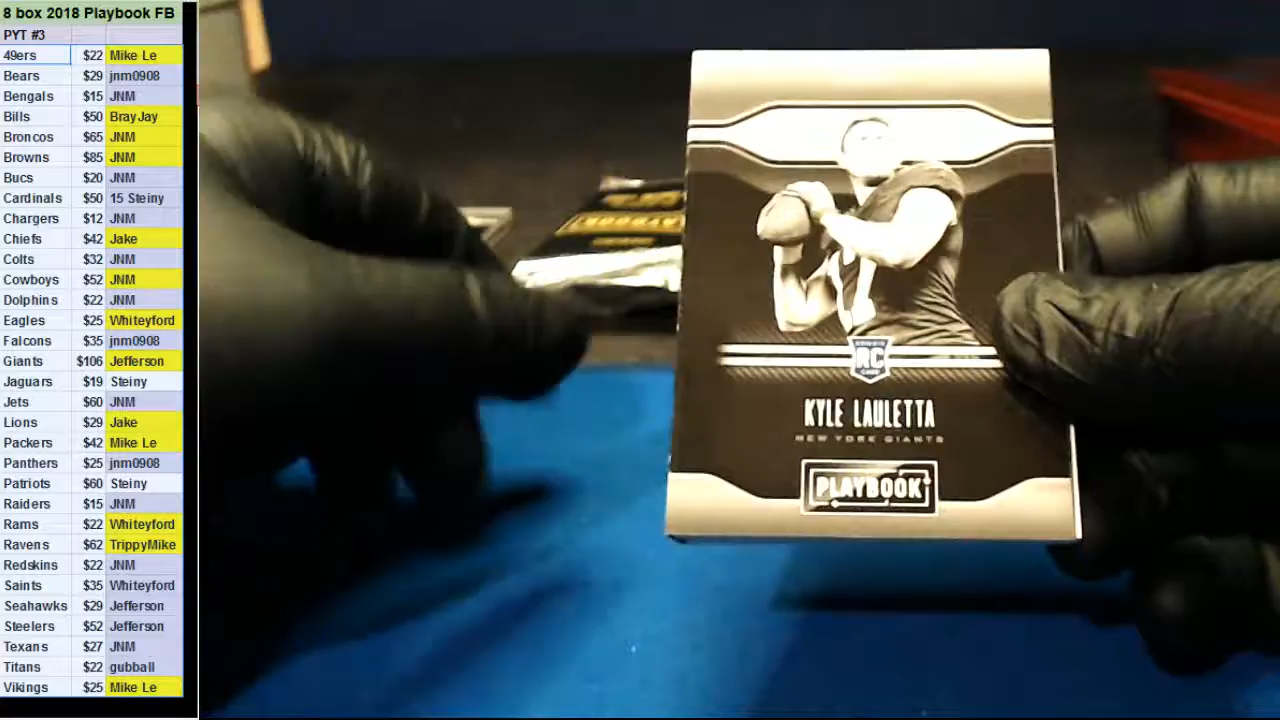 8 box 2018 Playbook FB
PYT #3
49ers $22 Mike Le
Bears $29 jnm0908
Bengals $15 JNM
Bills $50 BrayJay
Broncos $65 JNM
Browns $85 JNM
Bucs $20 JNM
Cardinals $50 15 Steiny
Chargers $12 JNM
Chiefs $42 Jake
Colts $32 JNM
Cowboys $52 JNM
Dolphins $22 JNM
Eagles $25 Whiteyford
Falcons $35 jnm0908
Giants $106 Jefferson
Jaguars $19 Steiny
Jets $60 JNM
Lions $29 Jake
Packers $42 Mike Le
Panthers $25 jnm0908
Patriots $60 Steiny
Raiders $15 JNM
Rams $22 Whiteyford
Ravens $62 TrippyMike
Redskins $22 JNM
Saints $35 Whiteyford
Seahawks $29 Jefferson
Steelers $52 Jefferson
Texans $27 JNM
Titans $22 gubball
Vikings $25 Mike Le
RC
KYLE LAULETTA
NEW YORK GIANTS
PLAYBOOK